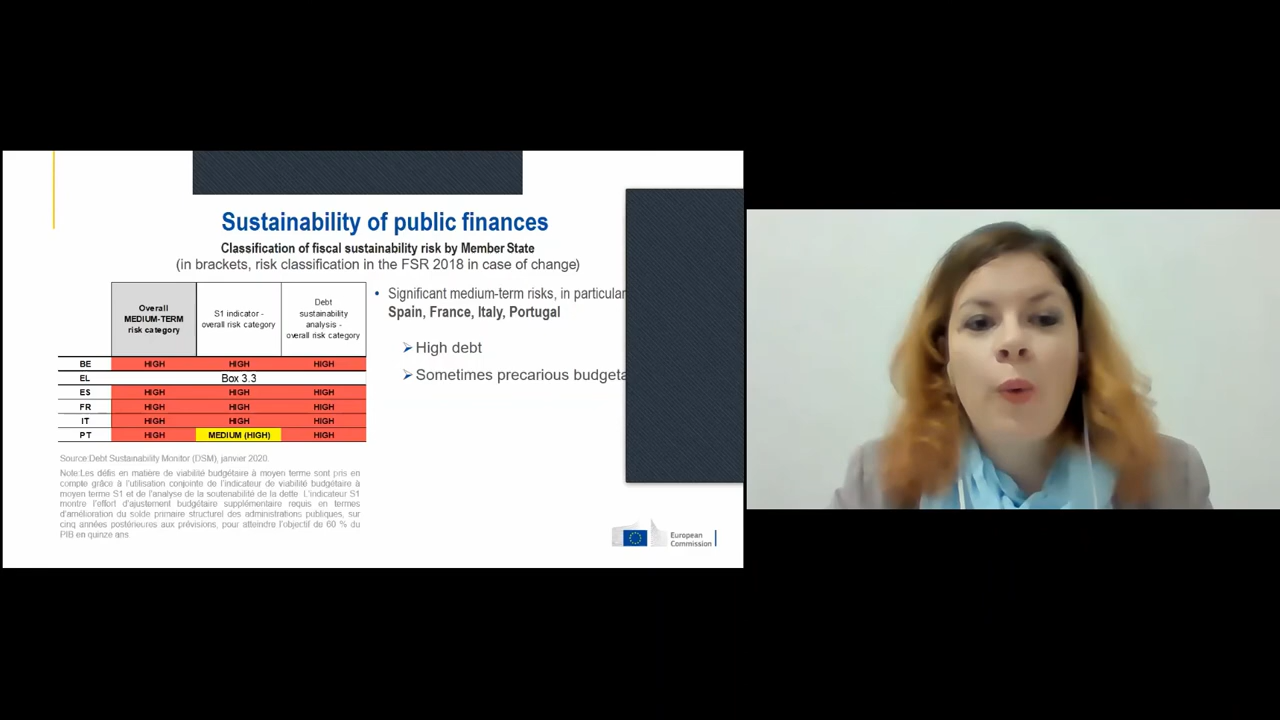 Sustainability of public finances
Classification of fiscal sustainability risk by Member State
(in brackets, risk classification in the FSR 2018 in case of change)
Overall
MEDIUM-TERM
risk category
S1 indicator -
overall risk category
Debt
sustainability
analysis -
overall risk category
BE HIGH HIGH HIGH
EL Box 3.3
ES HIGH HIGH HIGH
FR HIGH HIGH HIGH
IT HIGH HIGH HIGH
PT HIGH MEDIUM (HIGH) HIGH
Source:Debt Sustainability Monitor (DSM), janvier 2020.
Note:Les défis en matière de viabilité budgétaire à moyen terme sont pris en
compte grâce à l'utilisation conjointe de l'indicateur de viabilité budgétaire à
moyen terme S1 et de l'analyse de la soutenabilité de la dette. L'indicateur S1
montre l'effort d'ajustement budgétaire supplémentaire requis en termes
d'amélioration du solde primaire structurel des administrations publiques, sur
cinq années postérieures aux prévisions, pour atteindre l'objectif de 60 % du
PIB en quinze ans
• Significant medium-term risks, in particular
Spain, France, Italy, Portugal
➢ High debt
➢ Sometimes precarious budgeta
European
Commission